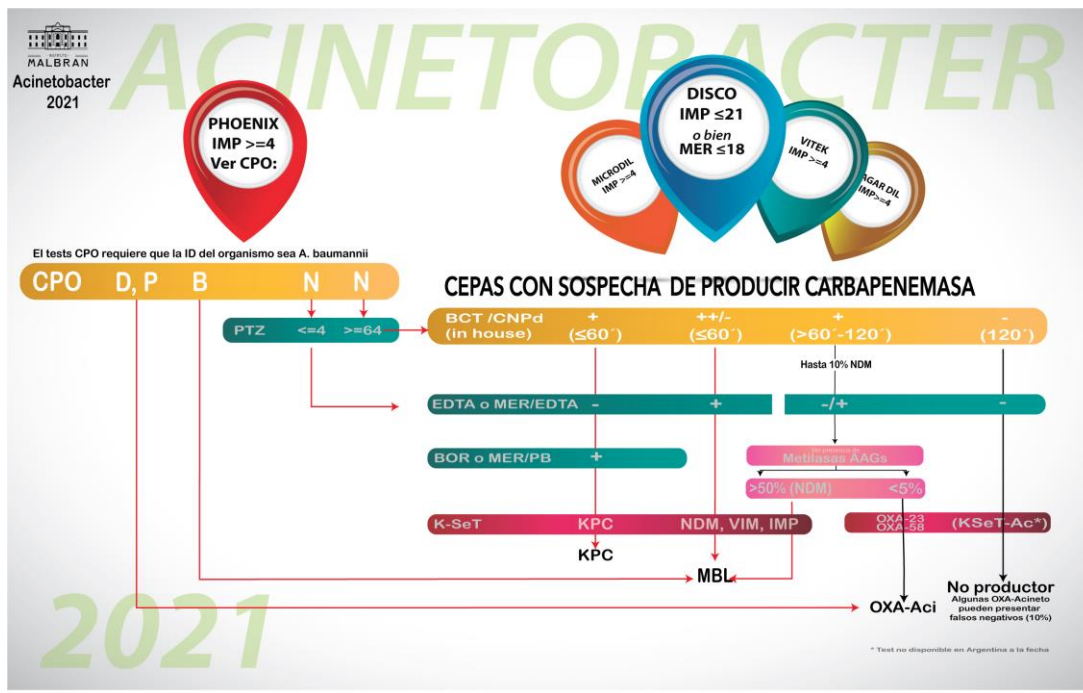 ACINETOBACTER
INSTITUTO
MALBRAN
Acinetobacter
2021
PHOENIX
IMP >=4
Ver CPO:
MICRODIL
IMP >=4
DISCO
IMP ≤21
o bien
MER ≤18
VITEK
IMP >=4
AGAR DIL
IMP>=4
El tests CPO requiere que la ID del organismo sea A. baumannii
CPO D, P B N N
PTZ <=4 >=64
CEPAS CON SOSPECHA DE PRODUCIR CARBAPENEMASA
BCT /CNPd + ++/- + -
(in house) (≤60´) (≤60´) (>60´-120´) (120´)
Hasta 10% NDM
EDTA o MER/EDTA - + -/+ -
BOR o MER/PB +
Metilasas AAGs
>50% (NDM) <5%
K-SeT KPC NDM, VIM, IMP
OXA-23
OXA-58 (KSeT-Ac*)
KPC
MBL
OXA-Aci
No productor
Algunas OXA-Acineto
pueden presentar
falsos negativos (10%)
2021
* Test no disponible en Argentina a la fecha